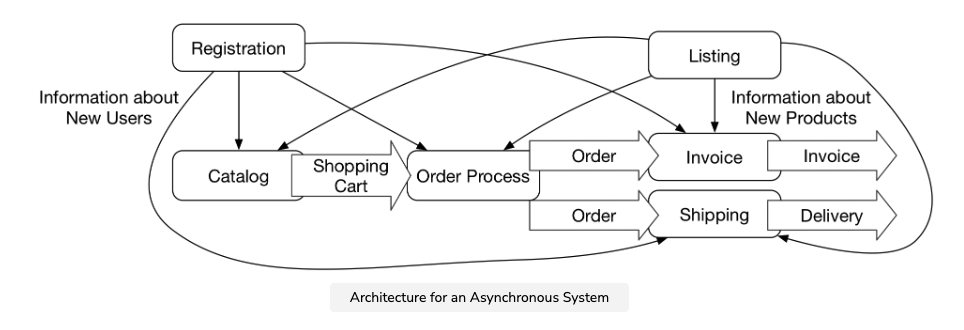 Registration
Listing
Information about
New Users
Information about
New Products
Catalog
Shopping
Cart
Order Process
Order
Invoice
Invoice
Order
Shipping
Delivery
Architecture for an Asynchronous System